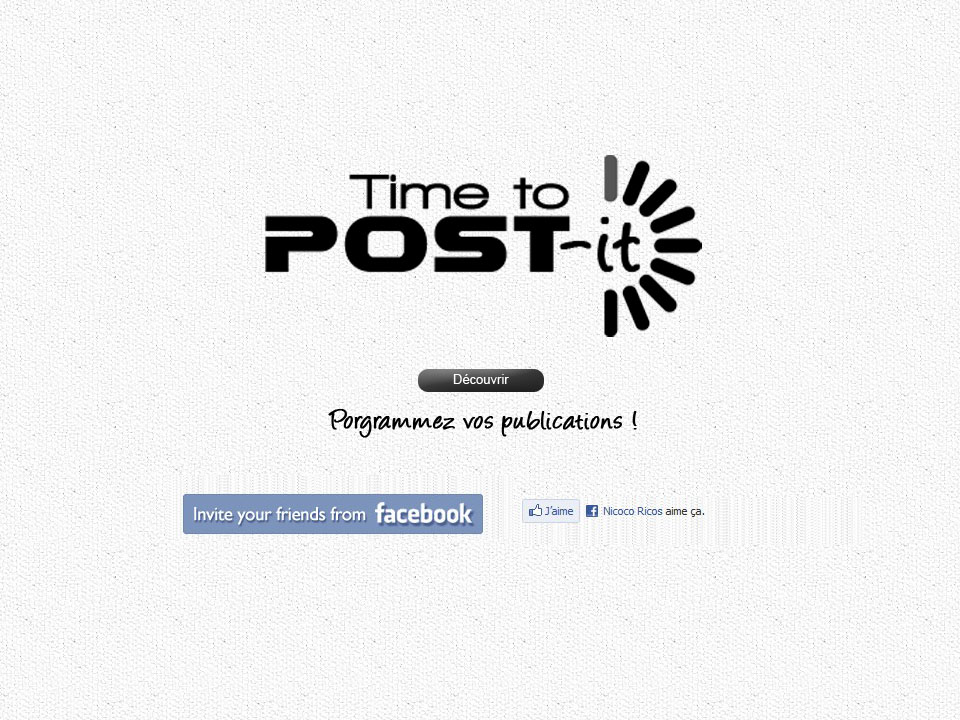 Time to
POST-it
Découvrir
Porgrammez vos publications !
Invite your friends from facebook
J'aime Nicoco Ricos aime ça.